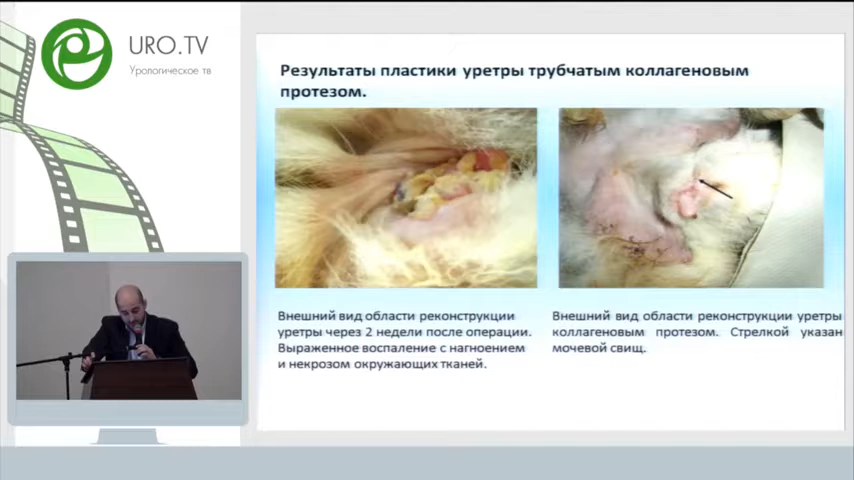 URO.TV
Урологическое тв
Результаты пластики уретры трубчатым коллагеновым
протезом.
Внешний вид области реконструкции
уретры через 2 недели после операции.
Выраженное воспаление с нагноением
и некрозом окружающих тканей.
Внешний вид области реконструкции уретры
коллагеновым протезом. Стрелкой указан
мочевой свищ.